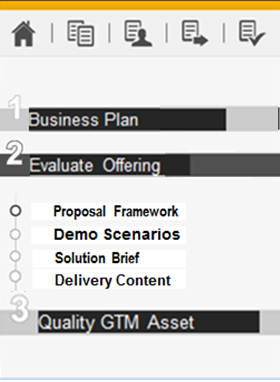 1 Business Plan
2 Evaluate Offering
Proposal Framework
Demo Scenarios
Solution Brief
Delivery Content
3 Quality GTM Asset